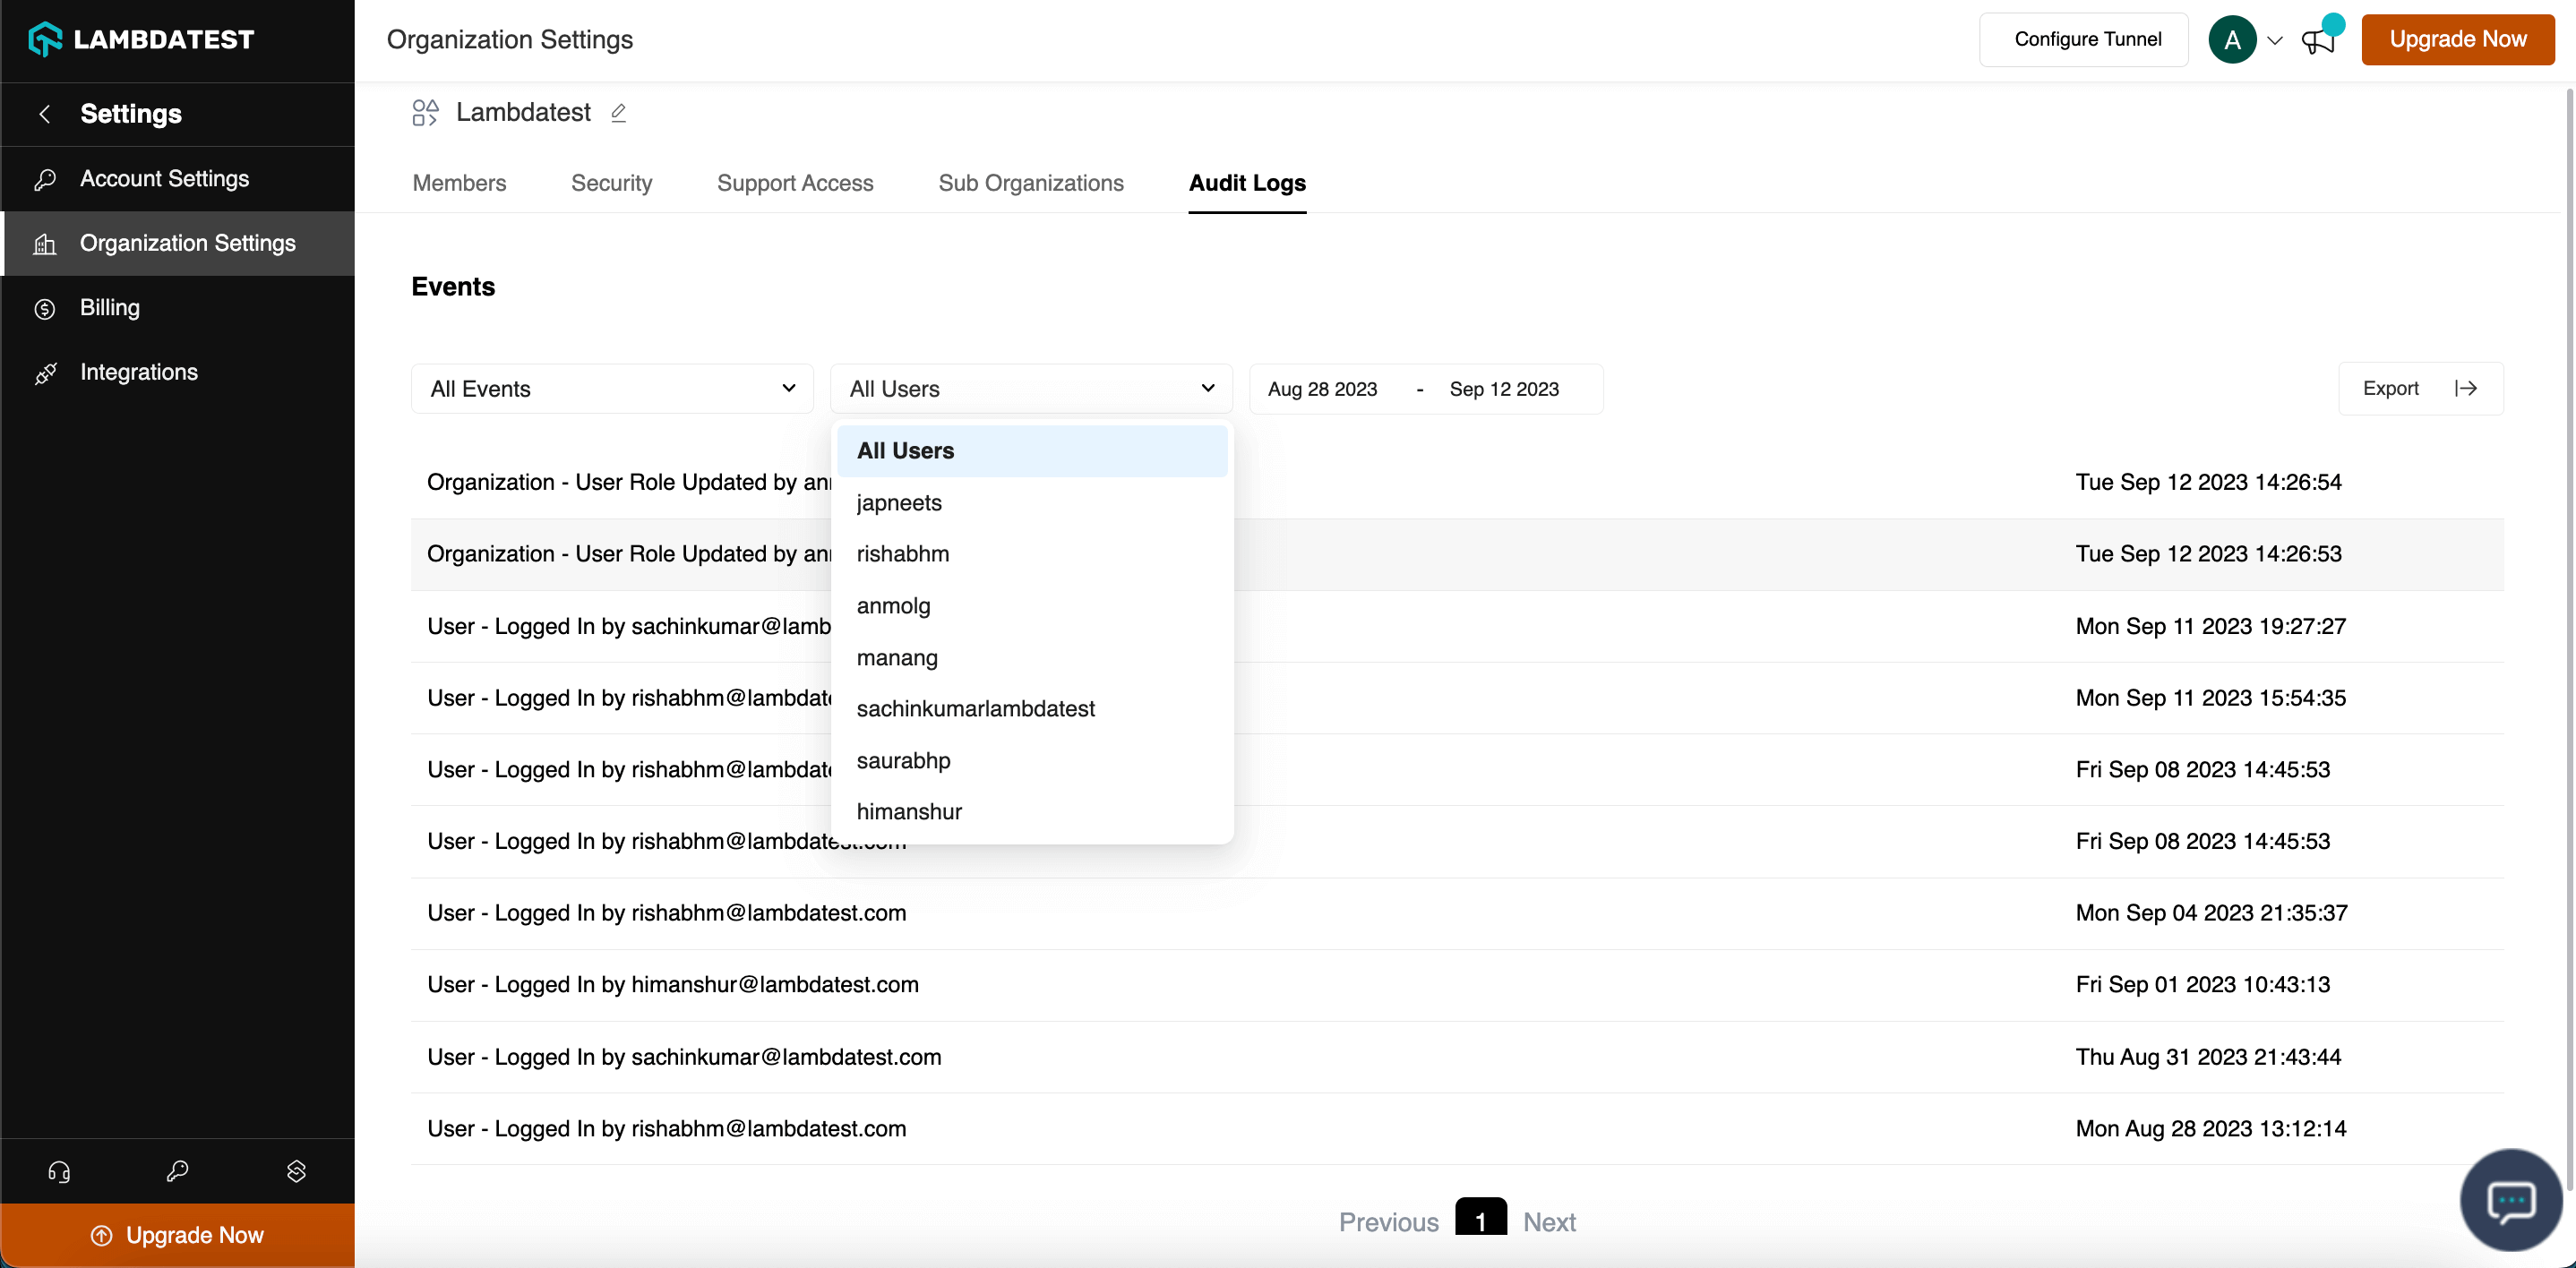 LAMBDATEST
Organization Settings
Configure Tunnel
A
Upgrade Now
Settings
Account Settings
Organization Settings
Billing
Integrations
Lambdatest
Members
Security
Support Access
Sub Organizations
Audit Logs
Events
All Events
All Users
Aug 28 2023 - Sep 12 2023
Export
All Users
japneets
rishabhm
anmolg
manang
sachinkumarlambdatest
saurabhp
himanshur
Organization - User Role Updated by
Tue Sep 12 2023 14:26:54
Organization - User Role Updated by
Tue Sep 12 2023 14:26:53
User - Logged In by sachinkumar@lamb
Mon Sep 11 2023 19:27:27
User - Logged In by rishabhm@lambdat
Mon Sep 11 2023 15:54:35
User - Logged In by rishabhm@lambdat
Fri Sep 08 2023 14:45:53
User - Logged In by rishabhm@lambdatest.com
Fri Sep 08 2023 14:45:53
User - Logged In by rishabhm@lambdatest.com
Mon Sep 04 2023 21:35:37
User - Logged In by himanshur@lambdatest.com
Fri Sep 01 2023 10:43:13
User - Logged In by sachinkumar@lambdatest.com
Thu Aug 31 2023 21:43:44
User - Logged In by rishabhm@lambdatest.com
Mon Aug 28 2023 13:12:14
Previous 1 Next
Upgrade Now